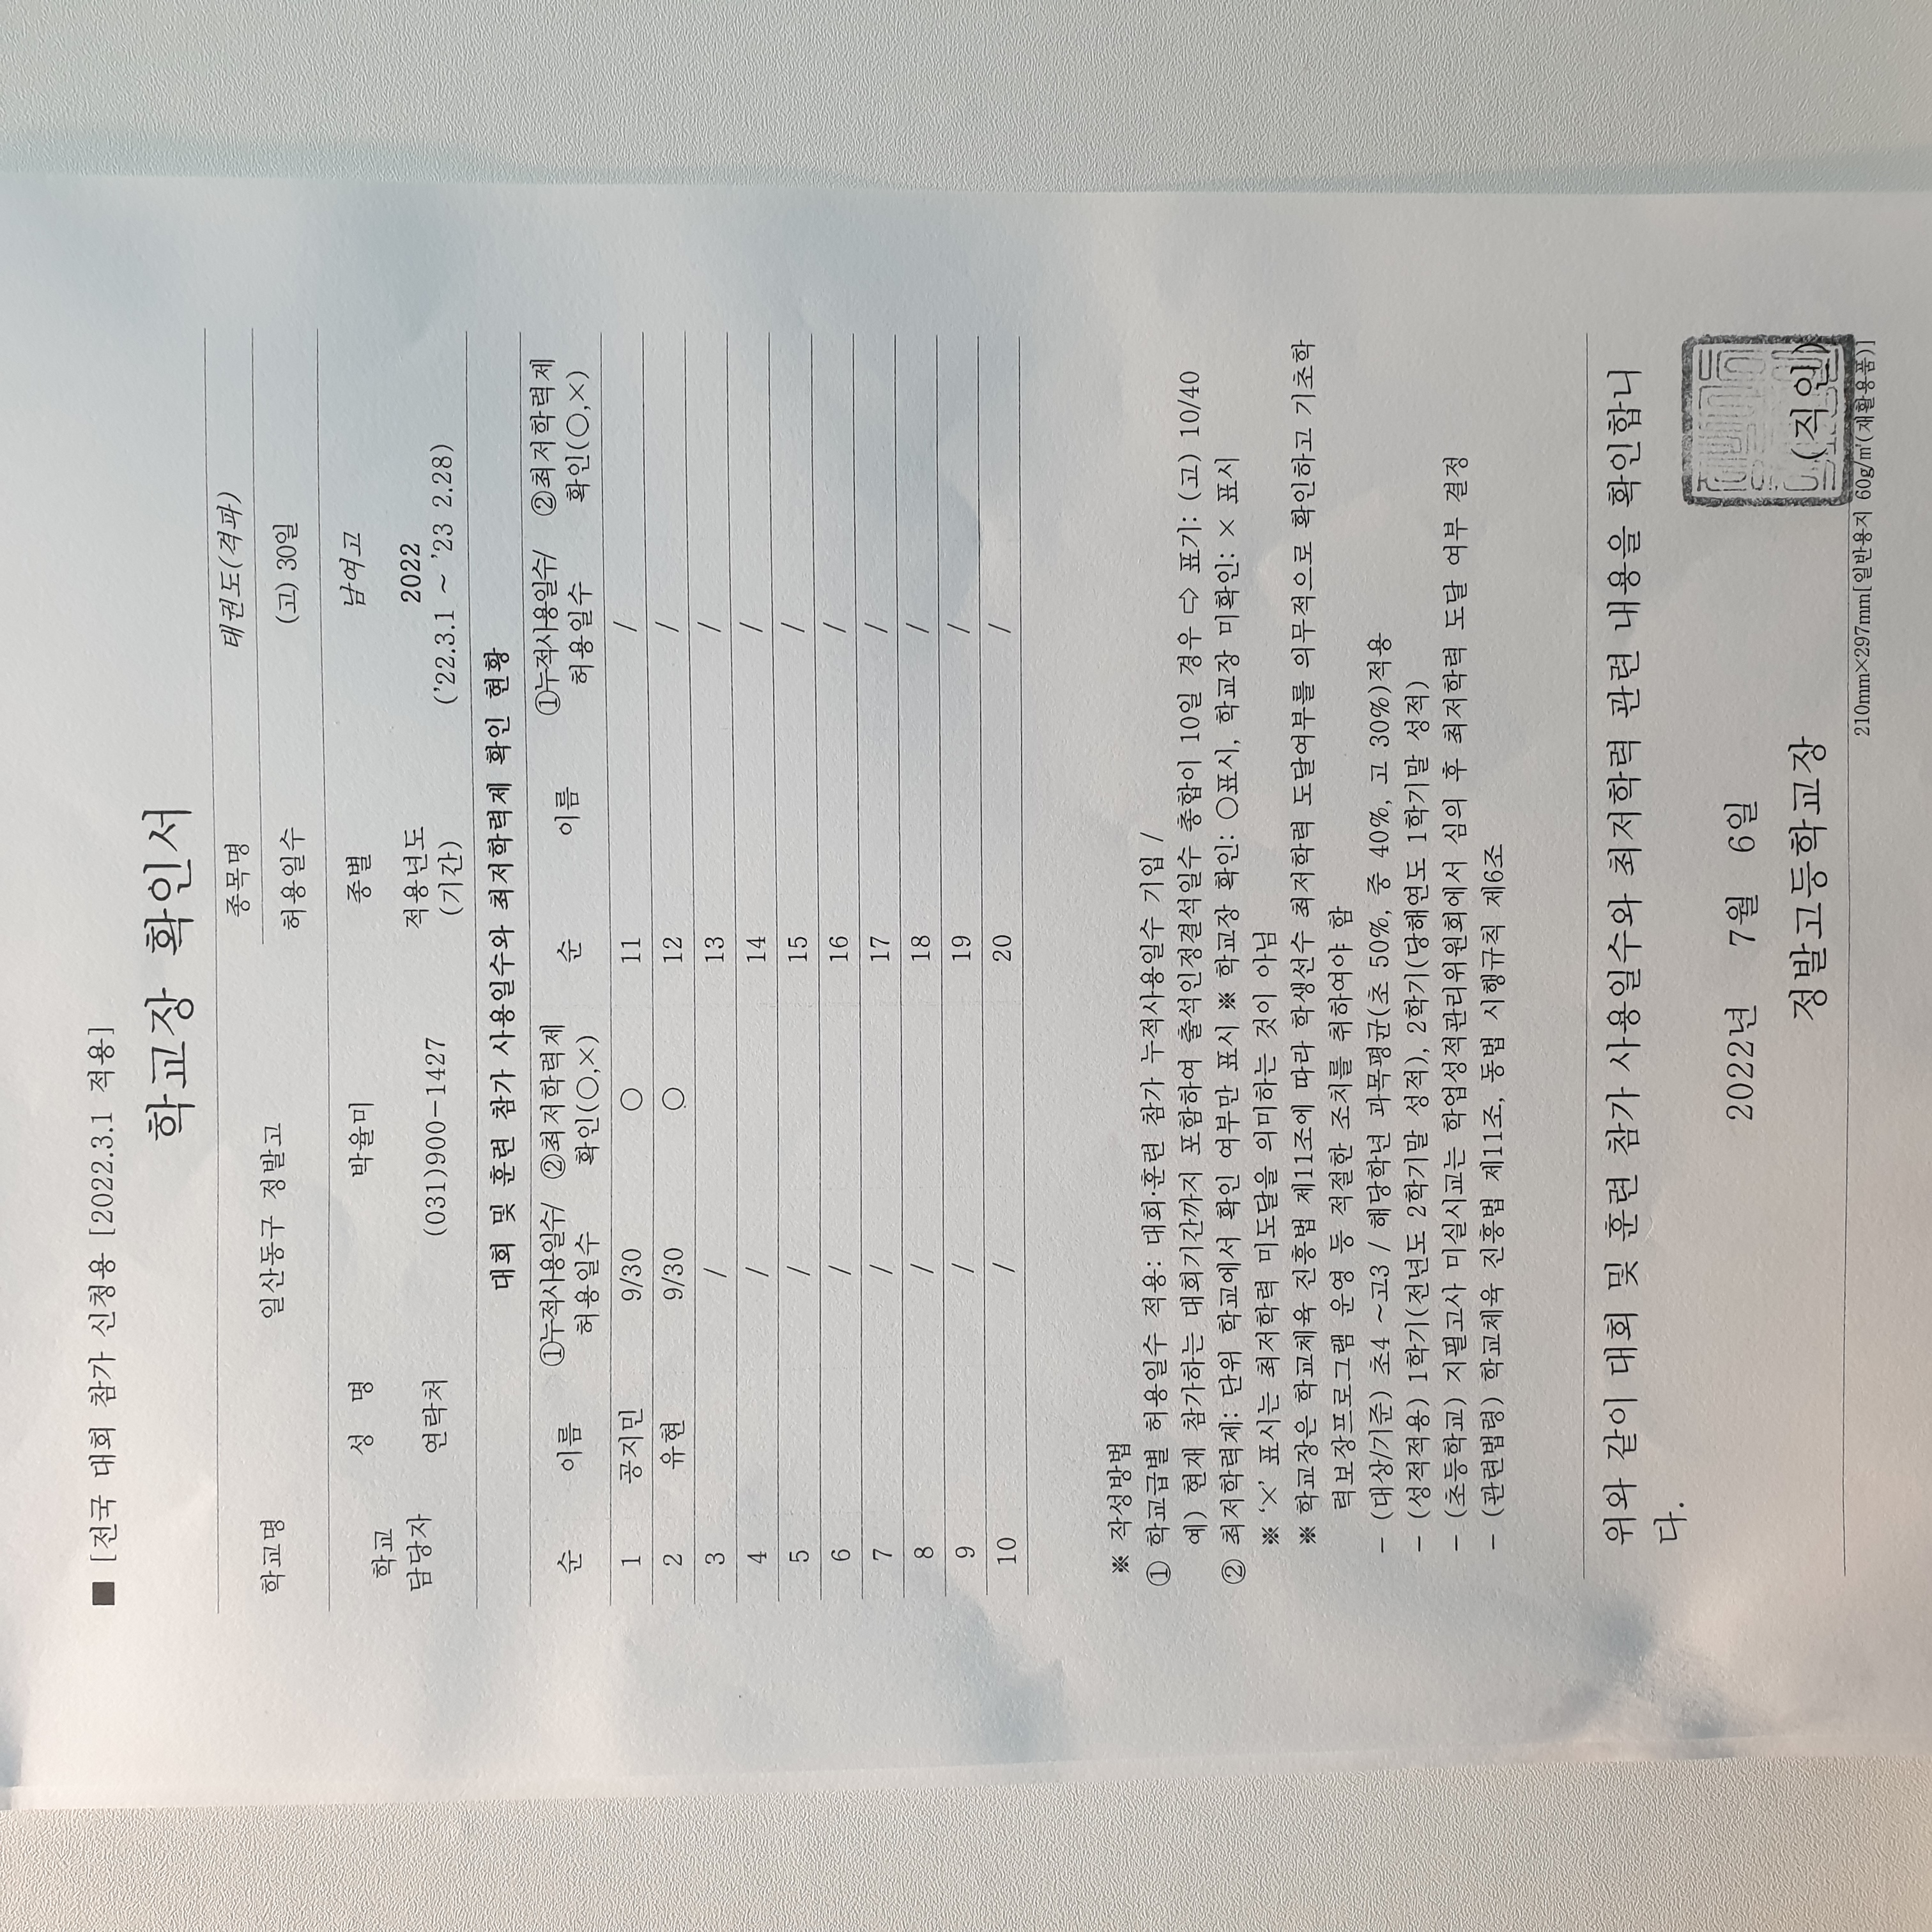 ■ [전국 대회 참가 신청용 [2022.3.1 적용]
학교장 확인서
학교명 일산동구 정발고 종목명 태권도(격파)
허용일수 (고) 30일
학교 담당자 성 명 박율미 종별 남여고
연락처 (031)900-1427 적용년도 (기간) 2022 ('22.3.1 ~ '23 2.28)
대회 및 훈련 참가 사용일수와 최저학력제 확인 현황
순 이름 ①누적사용일수/허용일수 ②최저학력제 확인(○,×) 순 이름 ①누적사용일수/허용일수 ②최저학력제 확인(○,×)
1 공지민 9/30 ○ 11 /
2 유현 9/30 ○ 12 /
3 / 13 /
4 / 14 /
5 / 15 /
6 / 16 /
7 / 17 /
8 / 18 /
9 / 19 /
10 / 20 /
※ 작성방법
① 학교급별 허용일수 적용: 대회·훈련 참가 누적사용일수 기입 /
예) 현재 참가하는 대회기간까지 포함하여 출석인정결석일수 총합이 10일 경우 ⇨ 표기: (고) 10/40
② 최저학력제: 단위 학교에서 확인 여부만 표시 ※ 학교장 확인: ○표시, 학교장 미확인: × 표시
※ '×' 표시는 최저학력 미도달을 의미하는 것이 아님
※ 학교장은 학교체육 진흥법 제11조에 따라 학생선수 최저학력 도달여부를 의무적으로 확인하고 기초학
력보장프로그램 운영 등 적절한 조치를 취하여야 함
- (대상/기준) 초4 ~고3 / 해당학년 과목평균(초 50%, 중 40%, 고 30%)적용
- (성적적용) 1학기(전년도 2학기말 성적), 2학기(당해연도 1학기말 성적)
- (초등학교) 지필고사 미실시교는 학업성적관리위원회에서 심의 후 최저학력 도달 여부 결정
- (관련법령) 학교체육 진흥법 제11조, 동법 시행규칙 제6조
위와 같이 대회 및 훈련 참가 사용일수와 최저학력 관련 내용을 확인합니
다.
2022년 7월 6일
정발고등학교장 (직인)
210mm×297mm[일반용지 60g/㎡(재활용품)]